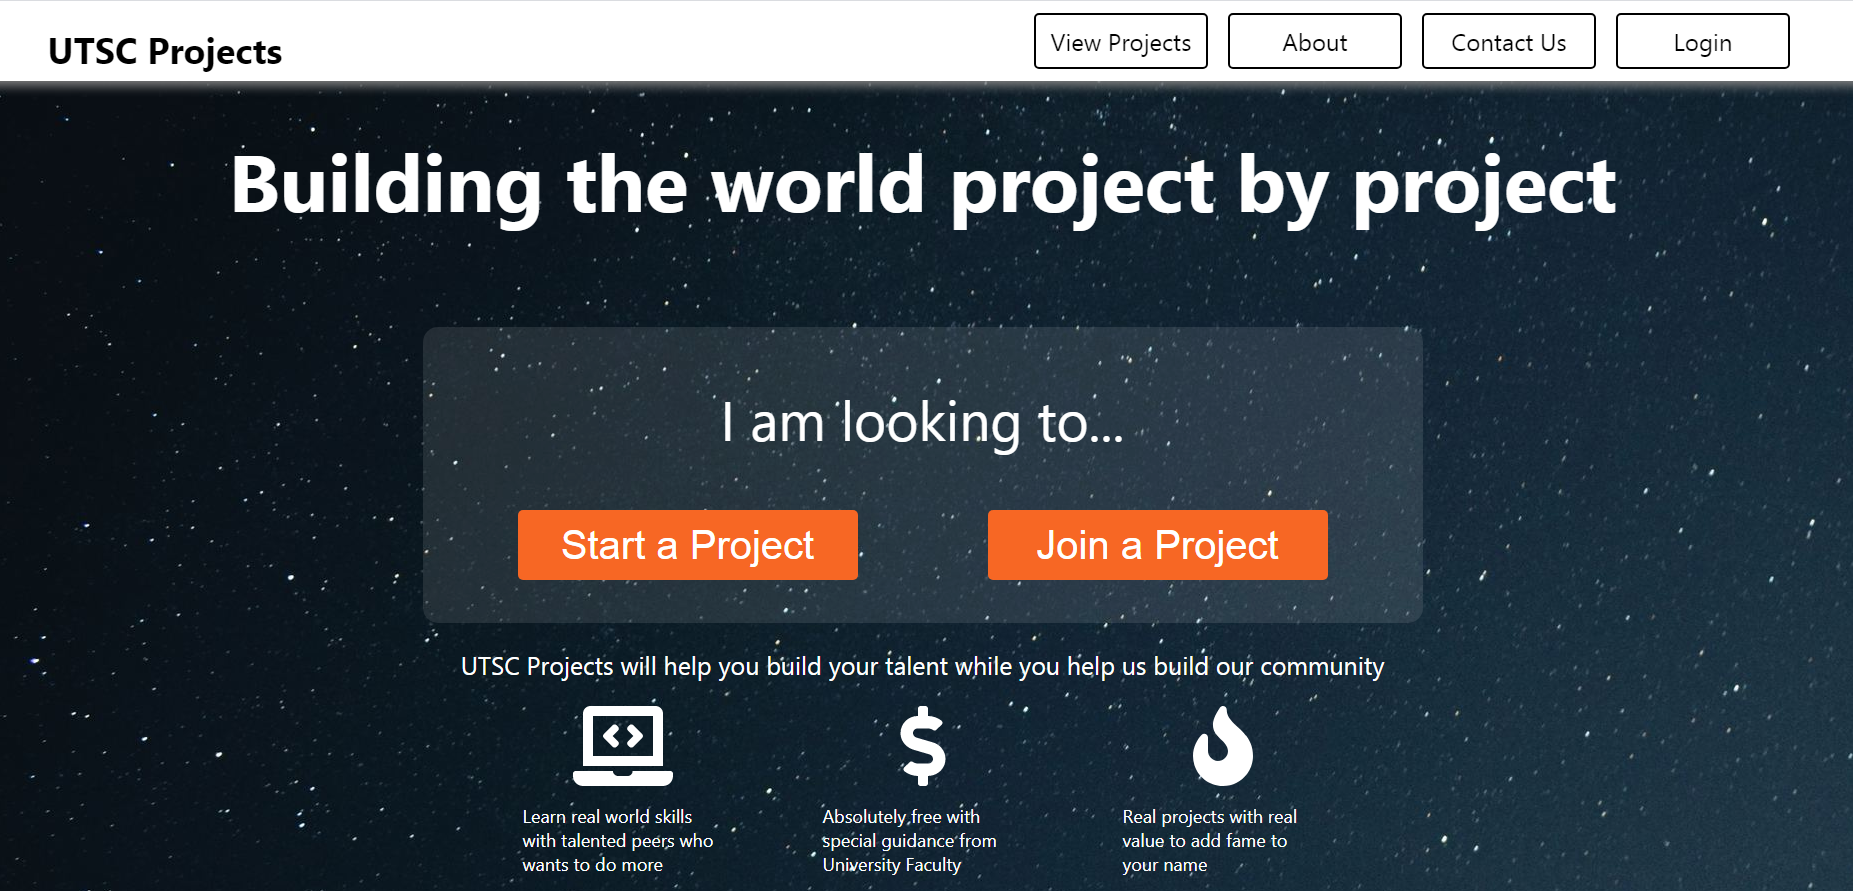 UTSC Projects
View Projects
About
Contact Us
Login
Building the world project by project
I am looking to...
Start a Project
Join a Project
UTSC Projects will help you build your talent while you help us build our community
Learn real world skills
with talented peers who
wants to do more
Absolutely free with
special guidance from
University Faculty
Real projects with real
value to add fame to
your name